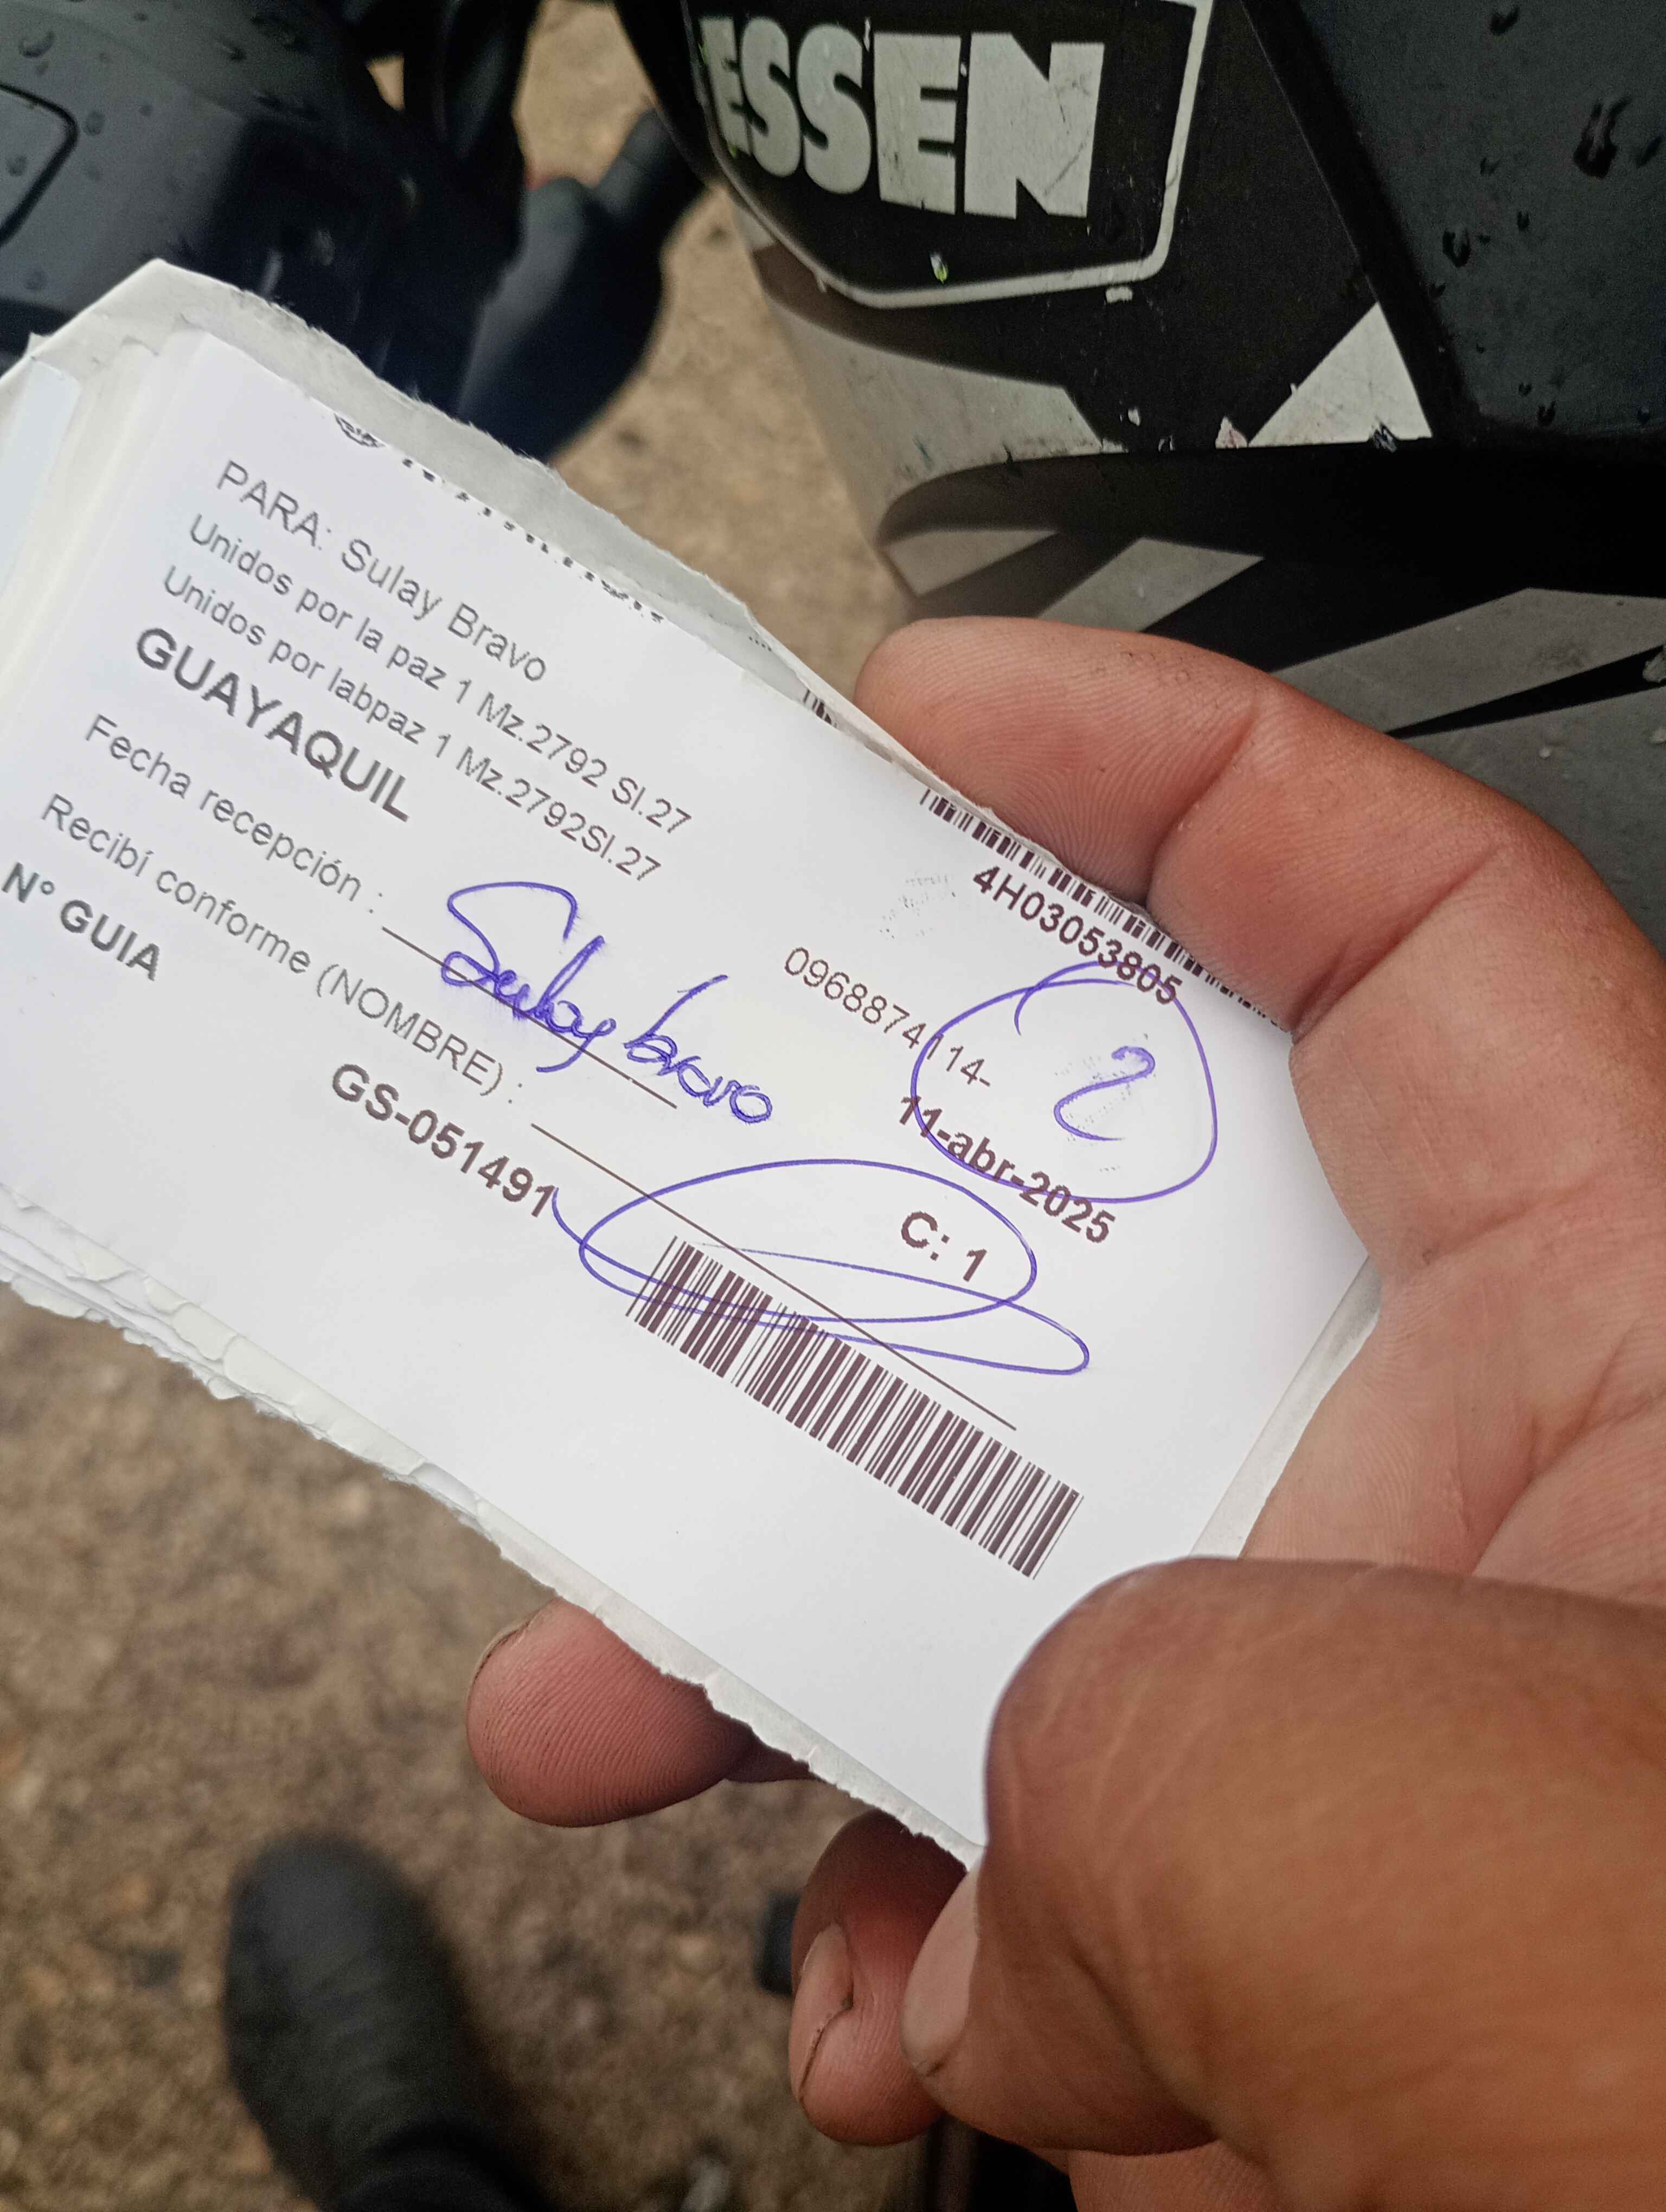 ESSEN
PARA: Sulay Bravo
Unidos por la paz 1 Mz.2792 Sl.27
Unidos por labpaz 1 Mz.2792Sl.27
GUAYAQUIL
4H03053805
0968874114-
Fecha recepción :
Sulay bravo
2
11-abr-2025
Recibí conforme (NOMBRE) :
C: 1
N° GUIA
GS-051491